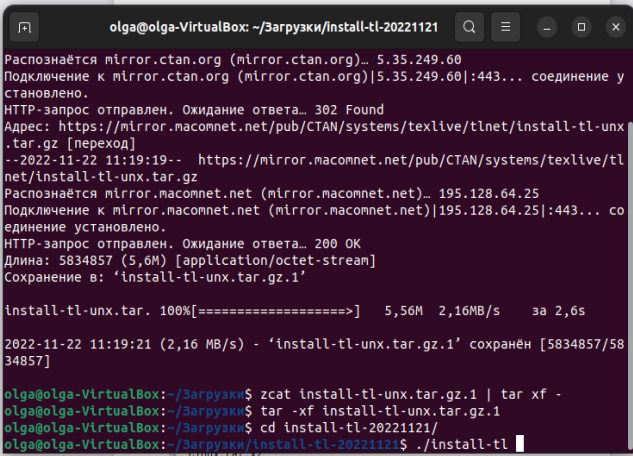 olga@olga-VirtualBox: ~/Загрузки/install-tl-20221121
Распознаётся mirror.ctan.org (mirror.ctan.org)… 5.35.249.60
Подключение к mirror.ctan.org (mirror.ctan.org)|5.35.249.60|:443... соединение у
становлено.
HTTP-запрос отправлен. Ожидание ответа… 302 Found
Адрес: https://mirror.macomnet.net/pub/CTAN/systems/texlive/tlnet/install-tl-unx
.tar.gz [переход]
--2022-11-22 11:19:19--  https://mirror.macomnet.net/pub/CTAN/systems/texlive/tl
net/install-tl-unx.tar.gz
Распознаётся mirror.macomnet.net (mirror.macomnet.net)… 195.128.64.25
Подключение к mirror.macomnet.net (mirror.macomnet.net)|195.128.64.25|:443... со
единение установлено.
HTTP-запрос отправлен. Ожидание ответа… 200 OK
Длина: 5834857 (5,6M) [application/octet-stream]
Сохранение в: ‘install-tl-unx.tar.gz.1’
install-tl-unx.tar. 100%[===================>]   5,56M  2,16MB/s    за 2,6s
2022-11-22 11:19:21 (2,16 MB/s) - ‘install-tl-unx.tar.gz.1’ сохранён [5834857/58
34857]
olga@olga-VirtualBox:~/Загрузки$ zcat install-tl-unx.tar.gz.1 | tar xf -
olga@olga-VirtualBox:~/Загрузки$ tar -xf install-tl-unx.tar.gz.1
olga@olga-VirtualBox:~/Загрузки$ cd install-tl-20221121/
olga@olga-VirtualBox:~/Загрузки/install-tl-20221121$ ./install-tl